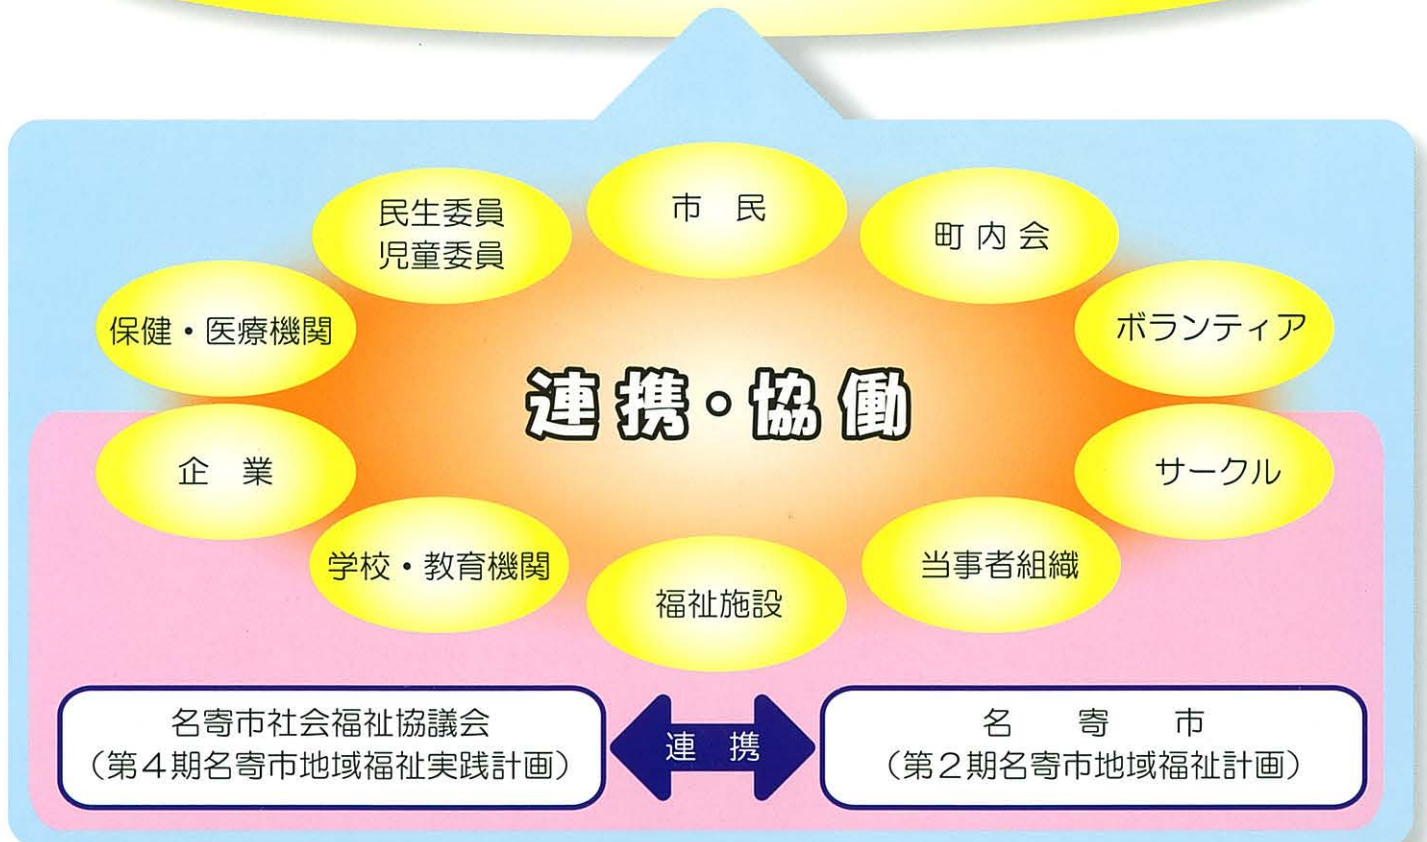 市　民
民生委員
児童委員
町 内 会
保健・医療機関
ボランティア
連携・協働
企　業
サークル
学校・教育機関
当事者組織
福祉施設
名寄市社会福祉協議会
（第４期名寄市地域福祉実践計画）
連　携
名　寄　市
（第２期名寄市地域福祉計画）